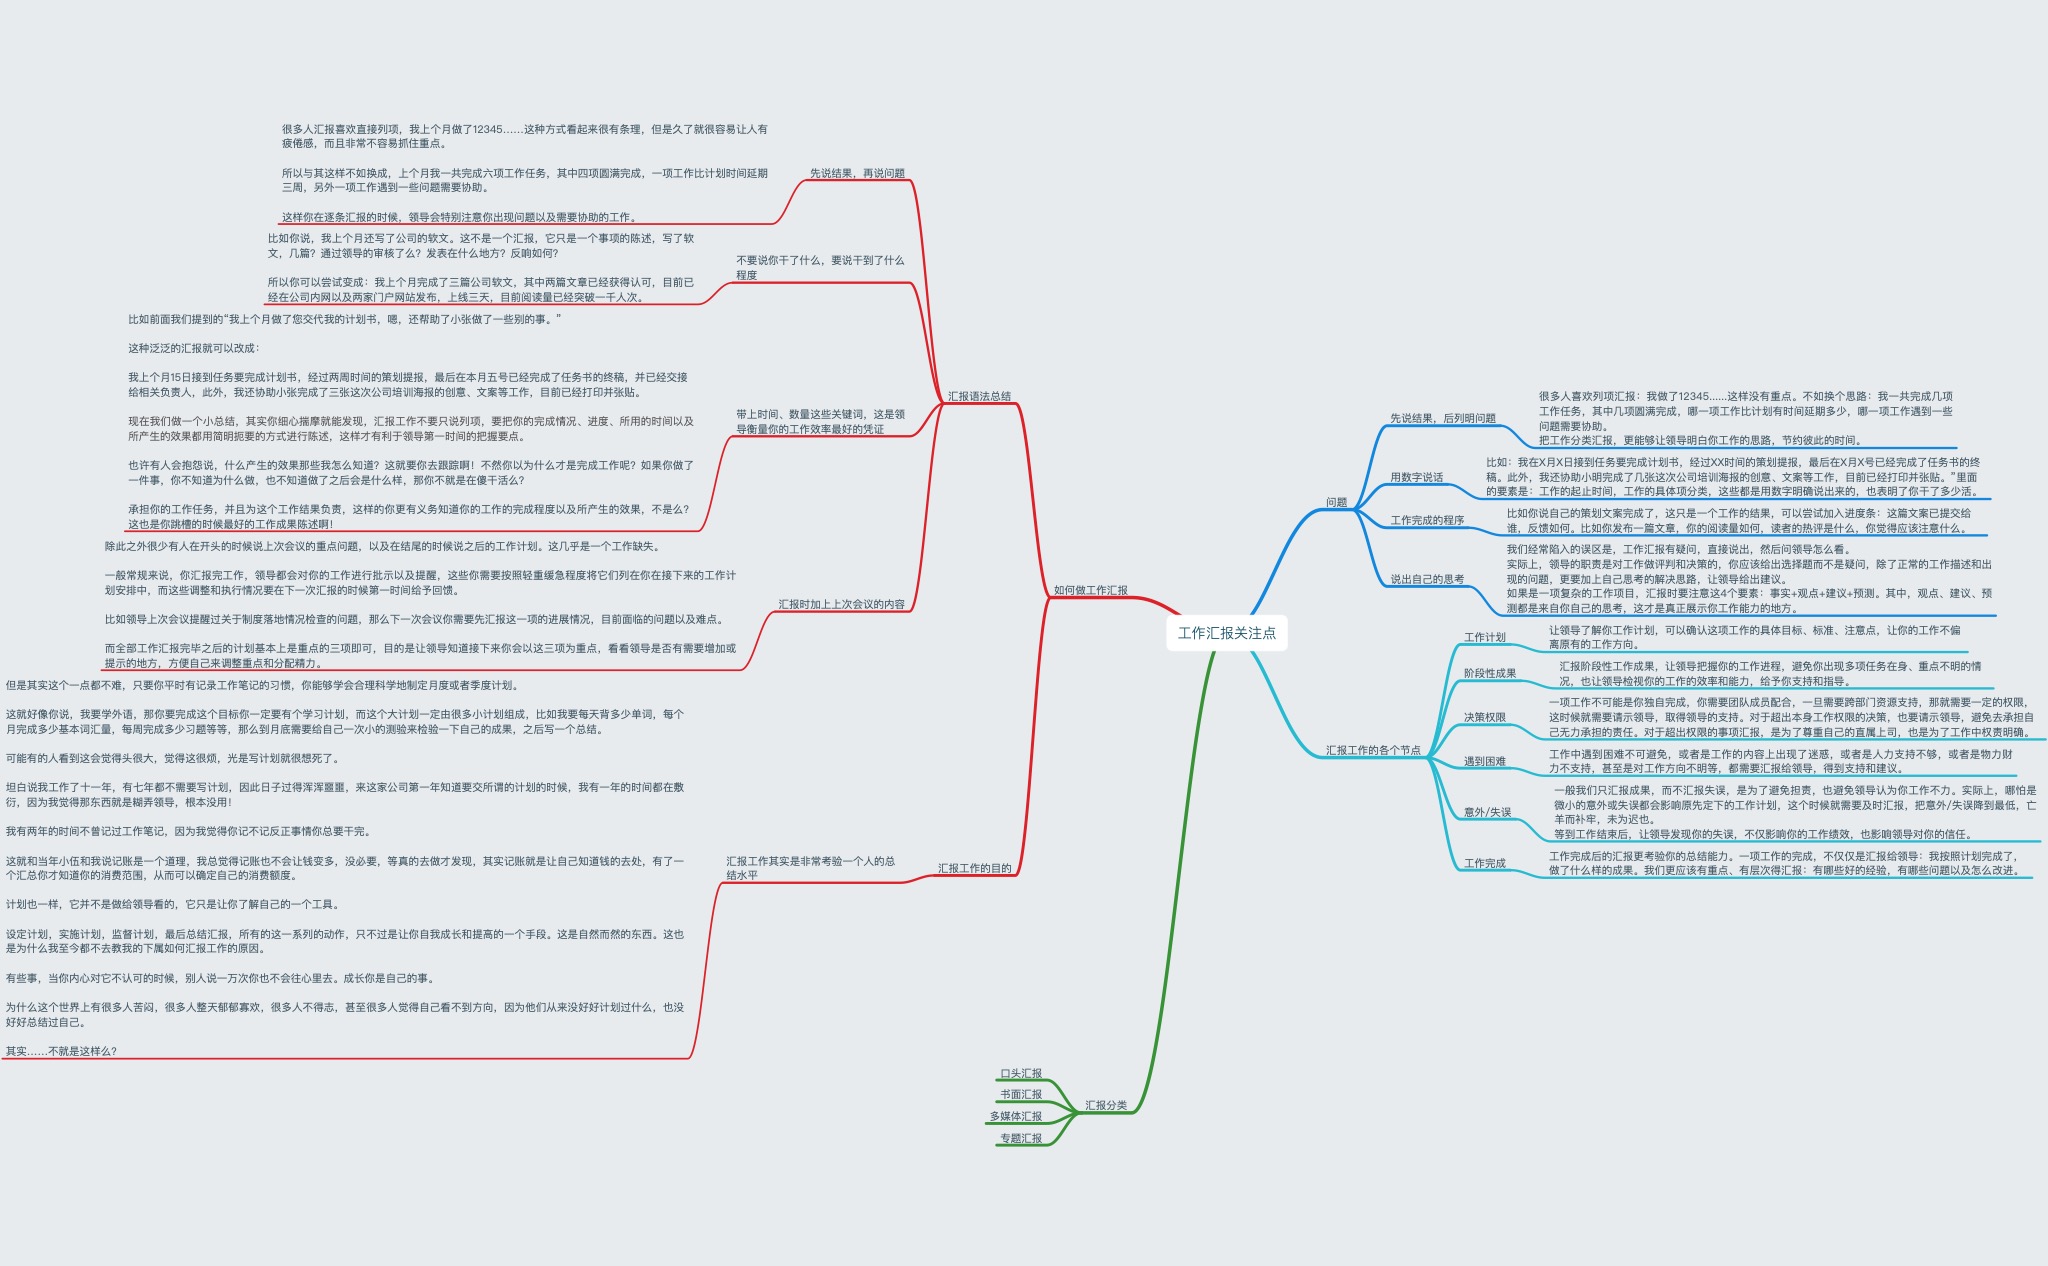 工作汇报关注点
问题
先说结果，后列明问题
很多人喜欢列项汇报：我做了12345......这样没有重点。不如换个思路：我一共完成几项
工作任务，其中几项圆满完成，哪一项工作比计划有时间延期多少，哪一项工作遇到一些
问题需要协助。
把工作分类汇报，更能够让领导明白你工作的思路，节约彼此的时间。
用数字说话
比如：我在X月X日接到任务要完成计划书，经过XX时间的策划提报，最后在X月X号已经完成了任务书的终
稿。此外，我还协助小明完成了几张这次公司培训海报的创意、文案等工作，目前已经打印并张贴。”里面
的要素是：工作的起止时间，工作的具体项分类，这些都是用数字明确说出来的，也表明了你干了多少活。
工作完成的程序
比如你说自己的策划文案完成了，这只是一个工作的结果，可以尝试加入进度条：这篇文案已提交给
谁，反馈如何。比如你发布一篇文章，你的阅读量如何，读者的热评是什么，你觉得应该注意什么。
说出自己的思考
我们经常陷入的误区是，工作汇报有疑问，直接说出，然后问领导怎么看。
实际上，领导的职责是对工作做评判和决策的，你应该给出选择题而不是疑问，除了正常的工作描述和出
现的问题，更要加上自己思考的解决思路，让领导给出建议。
如果是一项复杂的工作项目，汇报时要注意这4个要素：事实+观点+建议+预测。其中，观点、建议、预
测都是来自你自己的思考，这才是真正展示你工作能力的地方。
汇报工作的各个节点
工作计划
让领导了解你工作计划，可以确认这项工作的具体目标、标准、注意点，让你的工作不偏
离原有的工作方向。
阶段性成果
汇报阶段性工作成果，让领导把握你的工作进程，避免你出现多项任务在身、重点不明的情
况，也让领导检视你的工作的效率和能力，给予你支持和指导。
决策权限
一项工作不可能是你独自完成，你需要团队成员配合，一旦需要跨部门资源支持，那就需要一定的权限，
这时候就需要请示领导，取得领导的支持。对于超出本身工作权限的决策，也要请示领导，避免去承担自
己无力承担的责任。对于超出权限的事项汇报，是为了尊重自己的直属上司，也是为了工作中权责明确。
遇到困难
工作中遇到困难不可避免，或者是工作的内容上出现了迷惑，或者是人力支持不够，或者是物力财
力不支持，甚至是对工作方向不明等，都需要汇报给领导，得到支持和建议。
意外/失误
一般我们只汇报成果，而不汇报失误，是为了避免担责，也避免领导认为你工作不力。实际上，哪怕是
微小的意外或失误都会影响原先定下的工作计划，这个时候就需要及时汇报，把意外/失误降到最低，亡
羊而补牢，未为迟也。
等到工作结束后，让领导发现你的失误，不仅影响你的工作绩效，也影响领导对你的信任。
工作完成
工作完成后的汇报更考验你的总结能力。一项工作的完成，不仅仅是汇报给领导：我按照计划完成了，
做了什么样的成果。我们更应该有重点、有层次得汇报：有哪些好的经验，有哪些问题以及怎么改进。
如何做工作汇报
汇报语法总结
先说结果，再说问题
很多人汇报喜欢直接列项，我上个月做了12345……这种方式看起来很有条理，但是久了就很容易让人有
疲倦感，而且非常不容易抓住重点。
所以与其这样不如换成，上个月我一共完成六项工作任务，其中四项圆满完成，一项工作比计划时间延期
三周，另外一项工作遇到一些问题需要协助。
这样你在逐条汇报的时候，领导会特别注意你出现问题以及需要协助的工作。
不要说你干了什么，要说干到了什么
程度
比如你说，我上个月还写了公司的软文。这不是一个汇报，它只是一个事项的陈述，写了软
文，几篇？通过领导的审核了么？发表在什么地方？反响如何？
所以你可以尝试变成：我上个月完成了三篇公司软文，其中两篇文章已经获得认可，目前已
经在公司内网以及两家门户网站发布，上线三天，目前阅读量已经突破一千人次。
带上时间、数量这些关键词，这是领
导衡量你的工作效率最好的凭证
比如前面我们提到的“我上个月做了您交代我的计划书，嗯，还帮助了小张做了一些别的事。”
这种泛泛的汇报就可以改成：
我上个月15日接到任务要完成计划书，经过两周时间的策划提报，最后在本月五号已经完成了任务书的终稿，并已经交接
给相关负责人，此外，我还协助小张完成了三张这次公司培训海报的创意、文案等工作，目前已经打印并张贴。
现在我们做一个小总结，其实你细心揣摩就能发现，汇报工作不要只说列项，要把你的完成情况、进度、所用的时间以及
所产生的效果都用简明扼要的方式进行陈述，这样才有利于领导第一时间的把握要点。
也许有人会抱怨说，什么产生的效果那些我怎么知道？这就要你去跟踪啊！不然你以为什么才是完成工作呢？如果你做了
一件事，你不知道为什么做，也不知道做了之后会是什么样，那你不就是在傻干活么？
承担你的工作任务，并且为这个工作结果负责，这样的你更有义务知道你的工作的完成程度以及所产生的效果，不是么？
这也是你跳槽的时候最好的工作成果陈述啊！
汇报时加上上次会议的内容
除此之外很少有人在开头的时候说上次会议的重点问题，以及在结尾的时候说之后的工作计划。这几乎是一个工作缺失。
一般常规来说，你汇报完工作，领导都会对你的工作进行批示以及提醒，这些你需要按照轻重缓急程度将它们列在你在接下来的工作计
划安排中，而这些调整和执行情况要在下一次汇报的时候第一时间给予回馈。
比如领导上次会议提醒过关于制度落地情况检查的问题，那么下一次会议你需要先汇报这一项的进展情况，目前面临的问题以及难点。
而全部工作汇报完毕之后的计划基本上是重点的三项即可，目的是让领导知道接下来你会以这三项为重点，看看领导是否有需要增加或
提示的地方，方便自己来调整重点和分配精力。
汇报工作的目的
汇报工作其实是非常考验一个人的总
结水平
但是其实这个一点都不难，只要你平时有记录工作笔记的习惯，你能够学会合理科学地制定月度或者季度计划。
这就好像你说，我要学外语，那你要完成这个目标你一定要有个学习计划，而这个大计划一定由很多小计划组成，比如我要每天背多少单词，每个
月完成多少基本词汇量，每周完成多少习题等等，那么到月底需要给自己一次小的测验来检验一下自己的成果，之后写一个总结。
可能有的人看到这会觉得头很大，觉得这很烦，光是写计划就很想死了。
坦白说我工作了十一年，有七年都不需要写计划，因此日子过得浑浑噩噩，来这家公司第一年知道要交所谓的计划的时候，我有一年的时间都在敷
衍，因为我觉得那东西就是糊弄领导，根本没用！
我有两年的时间不曾记过工作笔记，因为我觉得你记不记反正事情你总要干完。
这就和当年小伍和我说记账是一个道理，我总觉得记账也不会让钱变多，没必要，等真的去做才发现，其实记账就是让自己知道钱的去处，有了一
个汇总你才知道你的消费范围，从而可以确定自己的消费额度。
计划也一样，它并不是做给领导看的，它只是让你了解自己的一个工具。
设定计划，实施计划，监督计划，最后总结汇报，所有的这一系列的动作，只不过是让你自我成长和提高的一个手段。这是自然而然的东西。这也
是为什么我至今都不去教我的下属如何汇报工作的原因。
有些事，当你内心对它不认可的时候，别人说一万次你也不会往心里去。成长你是自己的事。
为什么这个世界上有很多人苦闷，很多人整天郁郁寡欢，很多人不得志，甚至很多人觉得自己看不到方向，因为他们从来没好好计划过什么，也没
好好总结过自己。
其实……不就是这样么？
汇报分类
口头汇报
书面汇报
多媒体汇报
专题汇报